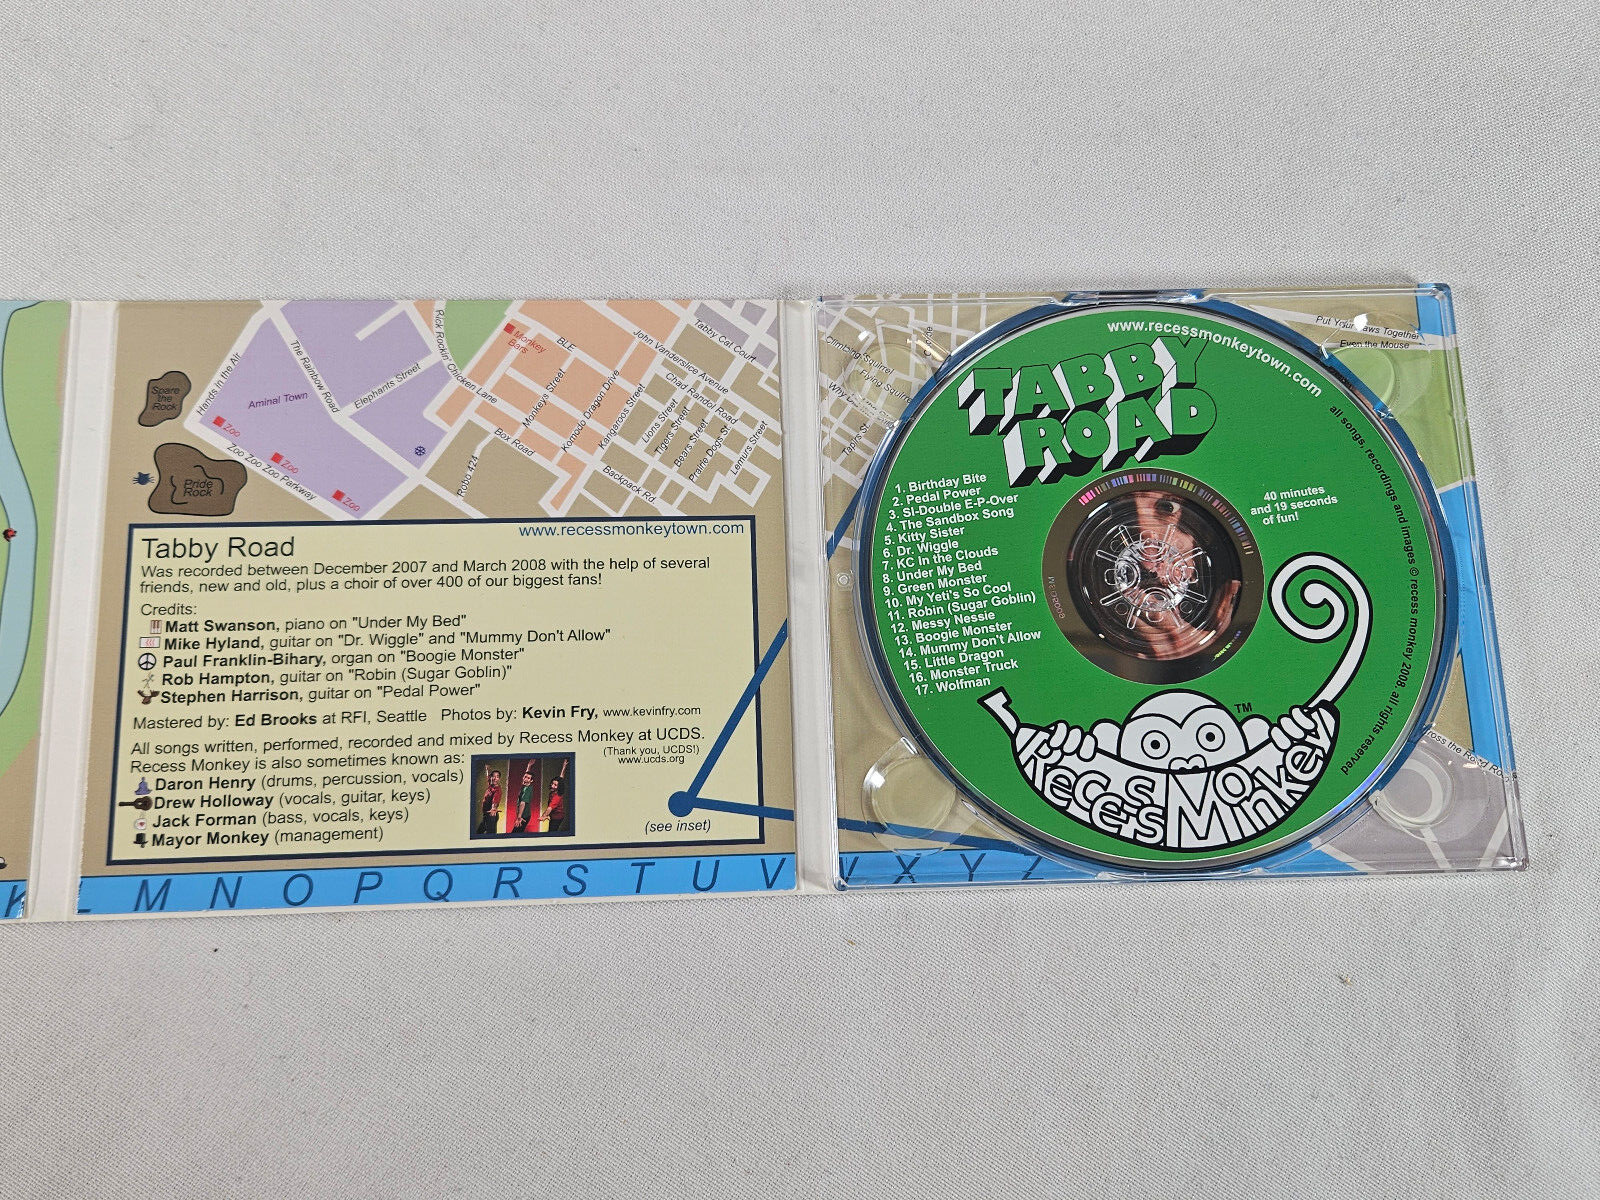 Spare
the
Rock
Pride
Rock
Hands in the Air
Aminal Town
The Rainbow Road
Elephants Street
Zoo
Zoo
Zoo
Zoo Zoo Zoo Parkway
Rick Rockin' Chicken Lane
Monkey
Bars
BLE
Monkeys Street
Box Road
Robo 424
Komodo Dragon Drive
Kangaroos Street
Backpack Rd.
John Vanderslice Avenue
Tabby Cat Court
Chad Randol Road
Lions Street
Tigers Street
Bears Street
Prairie Dogs St
Lemurs Street
www.recessmonkeytown.com
Tabby Road
Was recorded between December 2007 and March 2008 with the help of several
friends, new and old, plus a choir of over 400 of our biggest fans!
Credits:
Matt Swanson, piano on "Under My Bed"
Mike Hyland, guitar on "Dr. Wiggle" and "Mummy Don't Allow"
Paul Franklin-Bihary, organ on "Boogie Monster"
Rob Hampton, guitar on "Robin (Sugar Goblin)"
Stephen Harrison, guitar on "Pedal Power"
Mastered by: Ed Brooks at RFI, Seattle Photos by: Kevin Fry, www.kevinfry.com
All songs written, performed, recorded and mixed by Recess Monkey at UCDS.
(Thank you, UCDS!)
www.ucds.org
Recess Monkey is also sometimes known as:
Daron Henry (drums, percussion, vocals)
Drew Holloway (vocals, guitar, keys)
Jack Forman (bass, vocals, keys)
Mayor Monkey (management)
(see inset)
K L M N O P Q R S T U V W X Y Z
Climbing Squirrel
Flying Squirrel
Tapirs St
Put Your Paws Together
Even the Mouse
www.recessmonkeytown.com
TABBY
ROAD
1. Birthday Bite
2. Pedal Power
3. Sl-Double E-P-Over
4. The Sandbox Song
5. Kitty Sister
6. Dr. Wiggle
7. KC In the Clouds
8. Under My Bed
9. Green Monster
10. My Yeti's So Cool
11. Robin (Sugar Goblin)
12. Messy Nessie
13. Boogie Monster
14. Mummy Don't Allow
15. Little Dragon
16. Monster Truck
17. Wolfman
40 minutes
and 19 seconds
of fun!
all songs, recordings and images © recess monkey, 2008. all rights reserved
TM
Recess Monkey